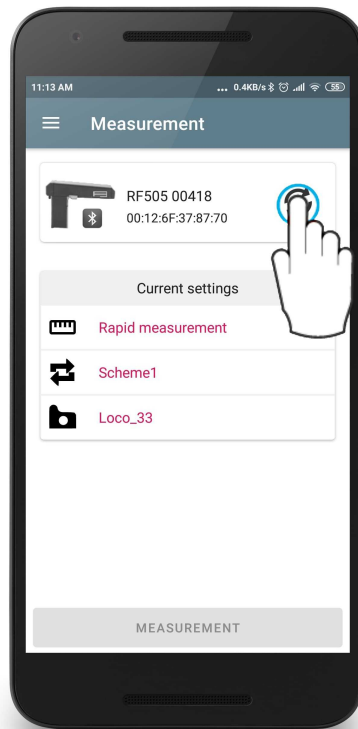 11:13 AM ... 0.4KB/s 55
Measurement
RF505 00418
00:12:6F:37:87:70
Current settings
Rapid measurement
Scheme1
Loco_33
MEASUREMENT